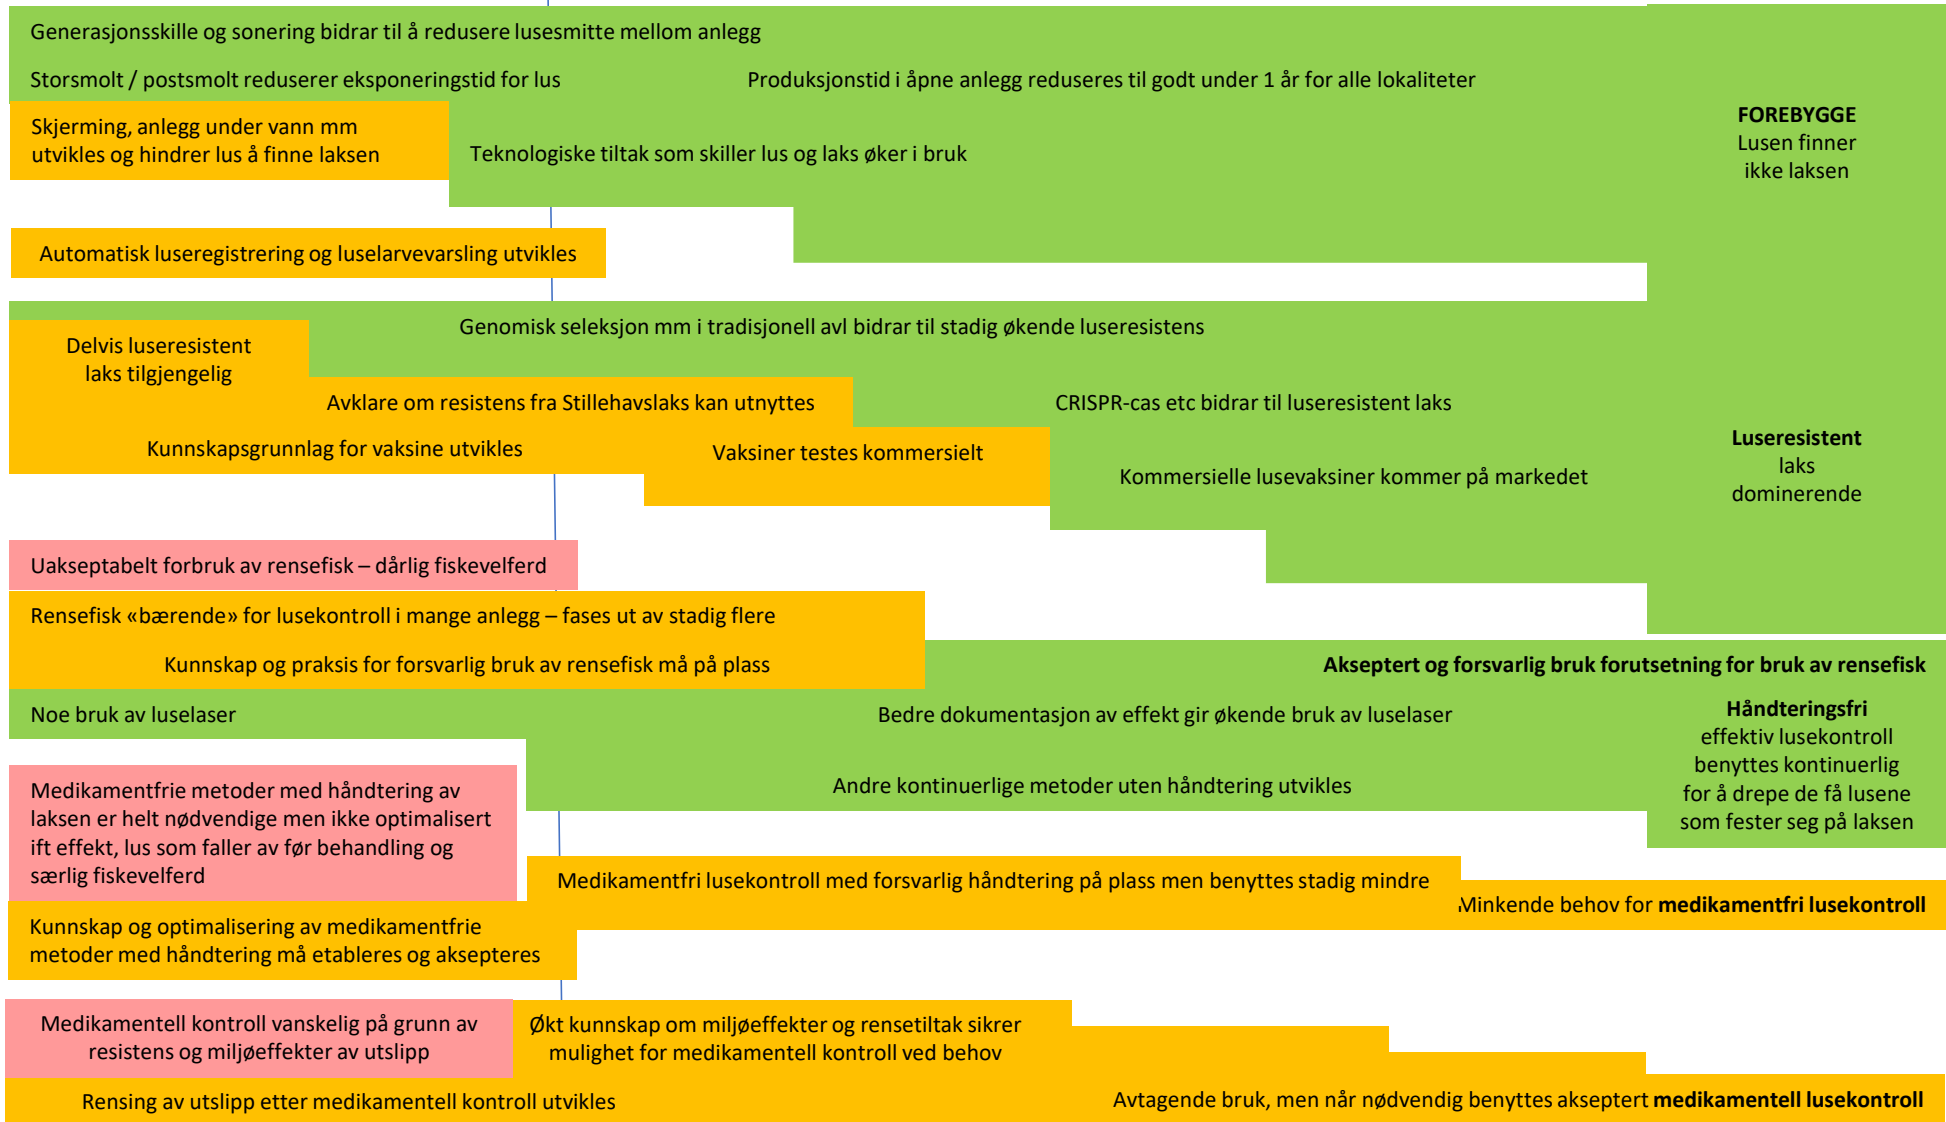 Generasjonsskille og sonering bidrar til å redusere lusesmitte mellom anlegg
Storsmolt / postsmolt reduserer eksponeringstid for lus
Produksjonstid i åpne anlegg reduseres til godt under 1 år for alle lokaliteter
Skjerming, anlegg under vann mm
utvikles og hindrer lus å finne laksen
Teknologiske tiltak som skiller lus og laks øker i bruk
FOREBYGGE
Lusen finner
ikke laksen
Automatisk luseregistrering og luselarvevarsling utvikles
Genomisk seleksjon mm i tradisjonell avl bidrar til stadig økende luseresistens
Delvis luseresistent
laks tilgjengelig
Avklare om resistens fra Stillehavslaks kan utnyttes
CRISPR-cas etc bidrar til luseresistent laks
Kunnskapsgrunnlag for vaksine utvikles
Vaksiner testes kommersielt
Kommersielle lusevaksiner kommer på markedet
Luseresistent
laks
dominerende
Uakseptabelt forbruk av rensefisk – dårlig fiskevelferd
Rensefisk «bærende» for lusekontroll i mange anlegg – fases ut av stadig flere
Kunnskap og praksis for forsvarlig bruk av rensefisk må på plass
Akseptert og forsvarlig bruk forutsetning for bruk av rensefisk
Noe bruk av luselaser
Bedre dokumentasjon av effekt gir økende bruk av luselaser
Andre kontinuerlige metoder uten håndtering utvikles
Håndteringsfri
effektiv lusekontroll
benyttes kontinuerlig
for å drepe de få lusene
som fester seg på laksen
Medikamentfrie metoder med håndtering av
laksen er helt nødvendige men ikke optimalisert
ift effekt, lus som faller av før behandling og
særlig fiskevelferd
Medikamentfri lusekontroll med forsvarlig håndtering på plass men benyttes stadig mindre
Minkende behov for medikamentfri lusekontroll
Kunnskap og optimalisering av medikamentfrie
metoder med håndtering må etableres og aksepteres
Medikamentell kontroll vanskelig på grunn av
resistens og miljøeffekter av utslipp
Økt kunnskap om miljøeffekter og rensetiltak sikrer
mulighet for medikamentell kontroll ved behov
Rensing av utslipp etter medikamentell kontroll utvikles
Avtagende bruk, men når nødvendig benyttes akseptert medikamentell lusekontroll